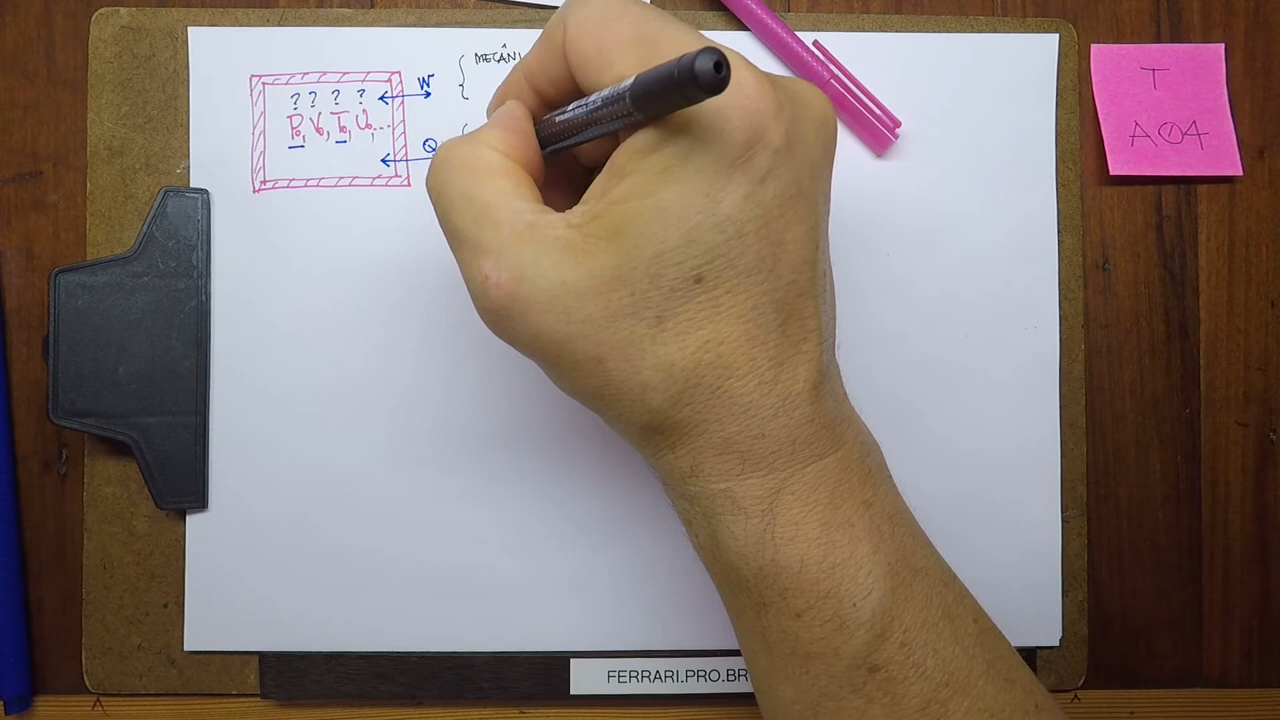 W
? ? ? ?
P₀, V₀, T₀, U₀, ...
Q
T
A04
FERRARI.PRO.BR